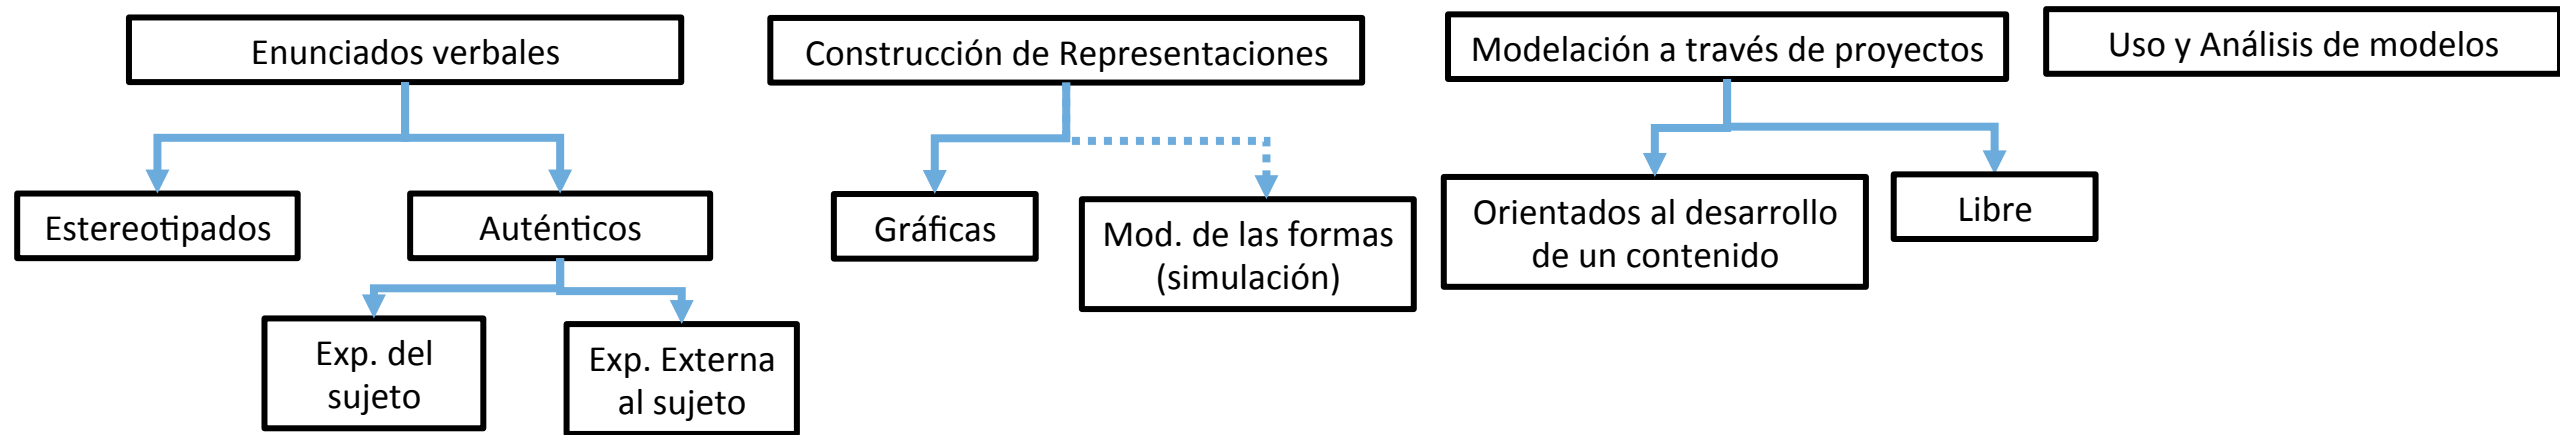 Enunciados verbales
Construcción de Representaciones
Modelación a través de proyectos
Uso y Análisis de modelos
Estereotipados
Auténticos
Gráficas
Mod. de las formas
(simulación)
Orientados al desarrollo
de un contenido
Libre
Exp. del
sujeto
Exp. Externa
al sujeto